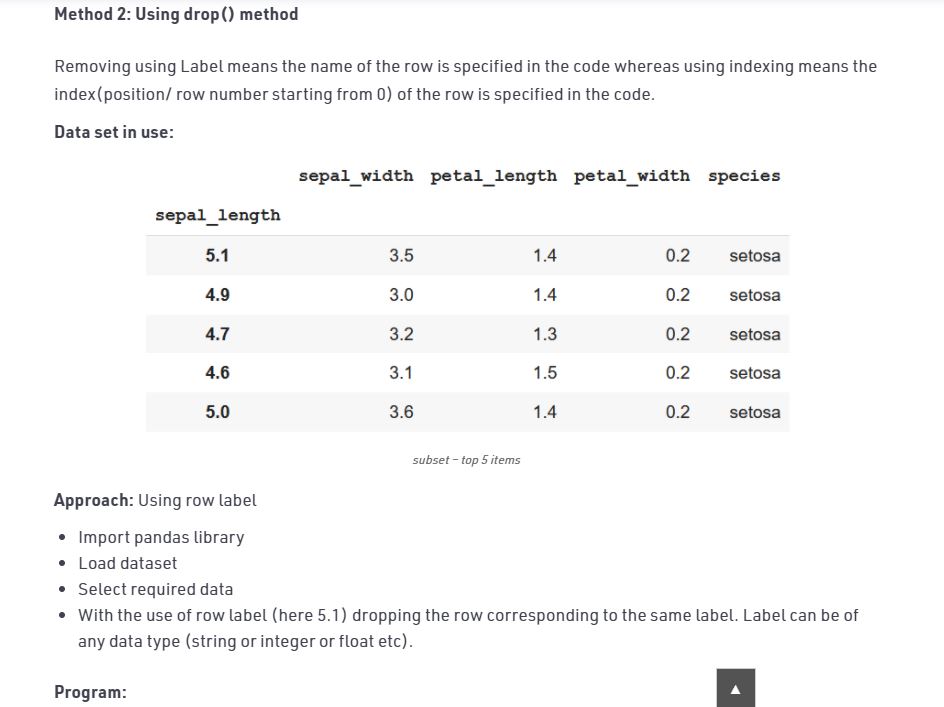 Method 2: Using drop() method
Removing using Label means the name of the row is specified in the code whereas using indexing means the
index(position/ row number starting from 0) of the row is specified in the code.
Data set in use:
sepal_width petal_length petal_width species
sepal_length
5.1 3.5 1.4 0.2 setosa
4.9 3.0 1.4 0.2 setosa
4.7 3.2 1.3 0.2 setosa
4.6 3.1 1.5 0.2 setosa
5.0 3.6 1.4 0.2 setosa
subset – top 5 items
Approach: Using row label
• Import pandas library
• Load dataset
• Select required data
• With the use of row label (here 5.1) dropping the row corresponding to the same label. Label can be of
any data type (string or integer or float etc).
Program: